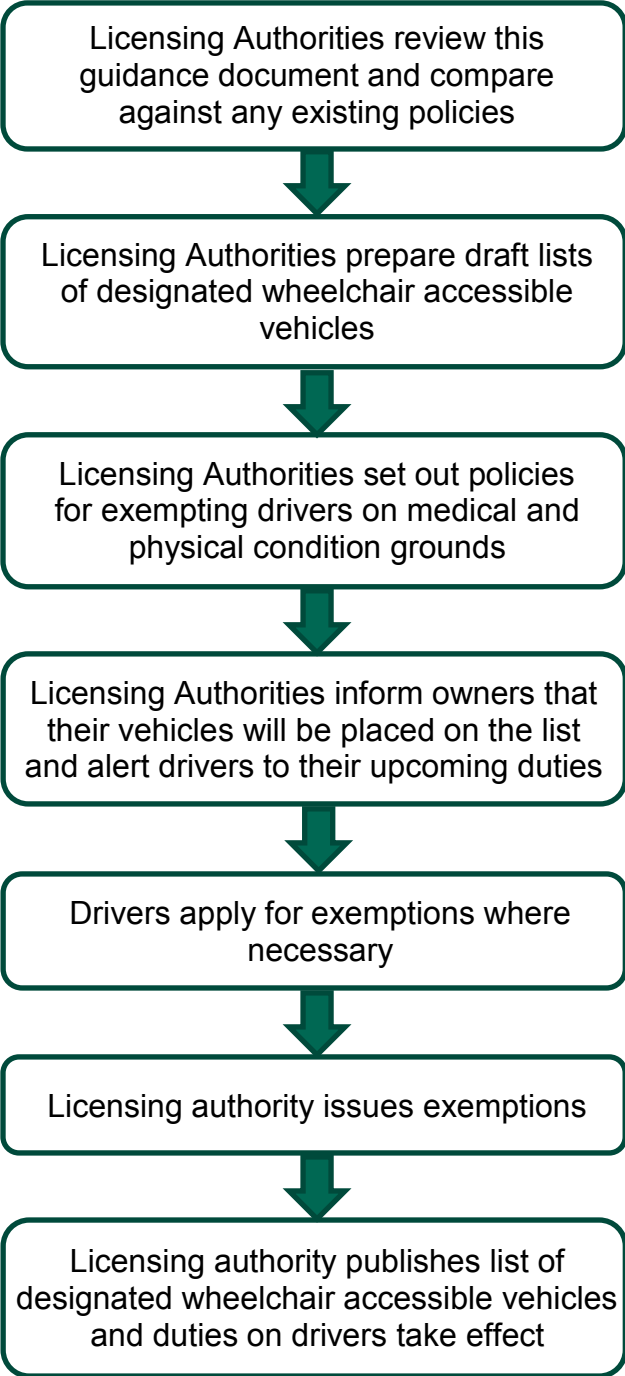 Licensing Authorities review this
guidance document and compare
against any existing policies
Licensing Authorities prepare draft lists
of designated wheelchair accessible
vehicles
Licensing Authorities set out policies
for exempting drivers on medical and
physical condition grounds
Licensing Authorities inform owners that
their vehicles will be placed on the list
and alert drivers to their upcoming duties
Drivers apply for exemptions where
necessary
Licensing authority issues exemptions
Licensing authority publishes list of
designated wheelchair accessible vehicles
and duties on drivers take effect